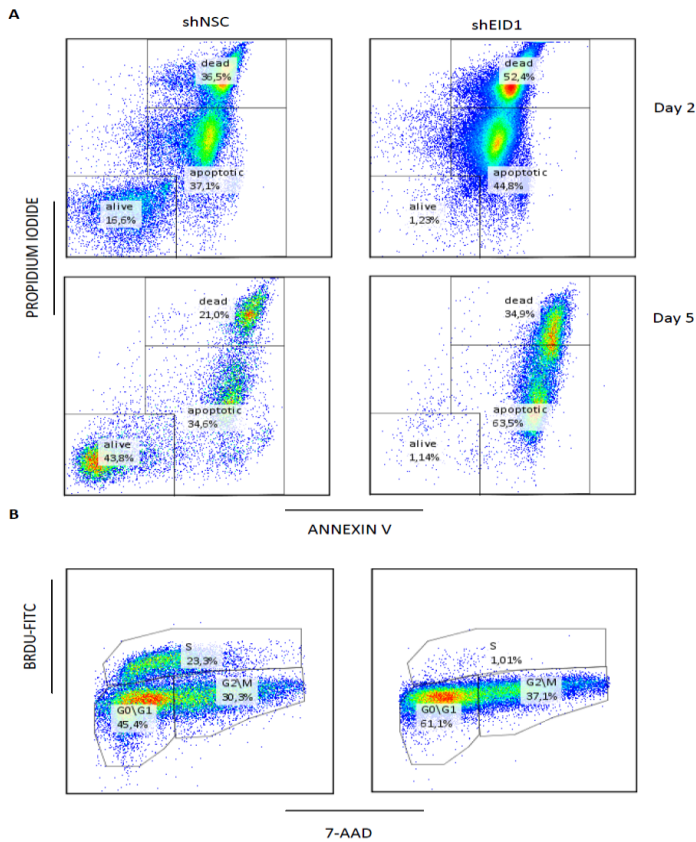 A
shNSC
shEID1
dead
36,5%
apoptotic
37,1%
alive
16,6%
dead
52,4%
apoptotic
44,8%
alive
1,23%
Day 2
PROPIDIUM IODIDE
dead
21,0%
apoptotic
34,6%
alive
43,8%
dead
34,9%
apoptotic
63,5%
alive
1,14%
Day 5
ANNEXIN V
B
BRDU-FITC
S
23,3%
G2\M
30,3%
G0\G1
45,4%
S
1,01%
G2\M
37,1%
G0\G1
61,1%
7-AAD